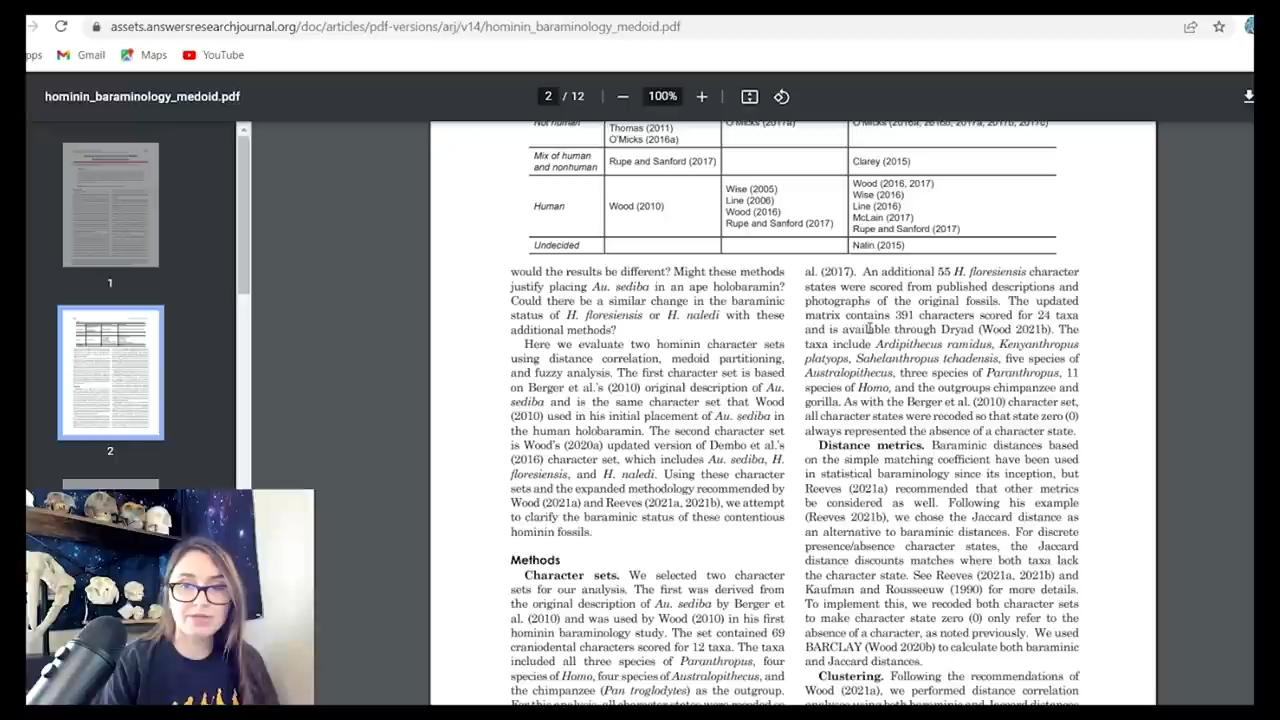 assets.answersresearchjournal.org/doc/articles/pdf-versions/arj/v14/hominin_baraminology_medoid.pdf
pps Gmail Maps YouTube
hominin_baraminology_medoid.pdf
2 / 12 100%
1
2
Not human
O'Micks (2017a)
Thomas (2011)
O'Micks (2016a)
Mix of human
and nonhuman
Rupe and Sanford (2017)
Clarey (2015)
Human
Wood (2010)
Wise (2005)
Line (2006)
Wood (2016)
Rupe and Sanford (2017)
Wood (2016, 2017)
Wise (2016)
Line (2016)
McLain (2017)
Rupe and Sanford (2017)
Undecided
Nalin (2015)
would the results be different? Might these methods
justify placing Au. sediba in an ape holobaramin?
Could there be a similar change in the baraminic
status of H. floresiensis or H. naledi with these
additional methods?
Here we evaluate two hominin character sets
using distance correlation, medoid partitioning,
and fuzzy analysis. The first character set is based
on Berger et al.'s (2010) original description of Au.
sediba and is the same character set that Wood
(2010) used in his initial placement of Au. sediba in
the human holobaramin. The second character set
is Wood's (2020a) updated version of Dembo et al.'s
(2016) character set, which includes Au. sediba, H.
floresiensis, and H. naledi. Using these character
sets and the expanded methodology recommended by
Wood (2021a) and Reeves (2021a, 2021b), we attempt
to clarify the baraminic status of these contentious
hominin fossils.
Methods
Character sets. We selected two character
sets for our analysis. The first was derived from
the original description of Au. sediba by Berger et
al. (2010) and was used by Wood (2010) in his first
hominin baraminology study. The set contained 69
craniodental characters scored for 12 taxa. The taxa
included all three species of Paranthropus, four
species of Homo, four species of Australopithecus, and
the chimpanzee (Pan troglodytes) as the outgroup.
For this analysis, all character states were recoded so
al. (2017). An additional 55 H. floresiensis character
states were scored from published descriptions and
photographs of the original fossils. The updated
matrix contains 391 characters scored for 24 taxa
and is available through Dryad (Wood 2021b). The
taxa include Ardipithecus ramidus, Kenyanthropus
platyops, Sahelanthropus tchadensis, five species of
Australopithecus, three species of Paranthropus, 11
species of Homo, and the outgroups chimpanzee and
gorilla. As with the Berger et al. (2010) character set,
all character states were recoded so that state zero (0)
always represented the absence of a character state.
Distance metrics. Baraminic distances based
on the simple matching coefficient have been used
in statistical baraminology since its inception, but
Reeves (2021a) recommended that other metrics
be considered as well. Following his example
(Reeves 2021b), we chose the Jaccard distance as
an alternative to baraminic distances. For discrete
presence/absence character states, the Jaccard
distance discounts matches where both taxa lack
the character state. See Reeves (2021a, 2021b) and
Kaufman and Rousseeuw (1990) for more details.
To implement this, we recoded both character sets
to make character state zero (0) only refer to the
absence of a character, as noted previously. We used
BARCLAY (Wood 2020b) to calculate both baraminic
and Jaccard distances.
Clustering. Following the recommendations of
Wood (2021a), we performed distance correlation
analyses using both baraminic and Jaccard distances